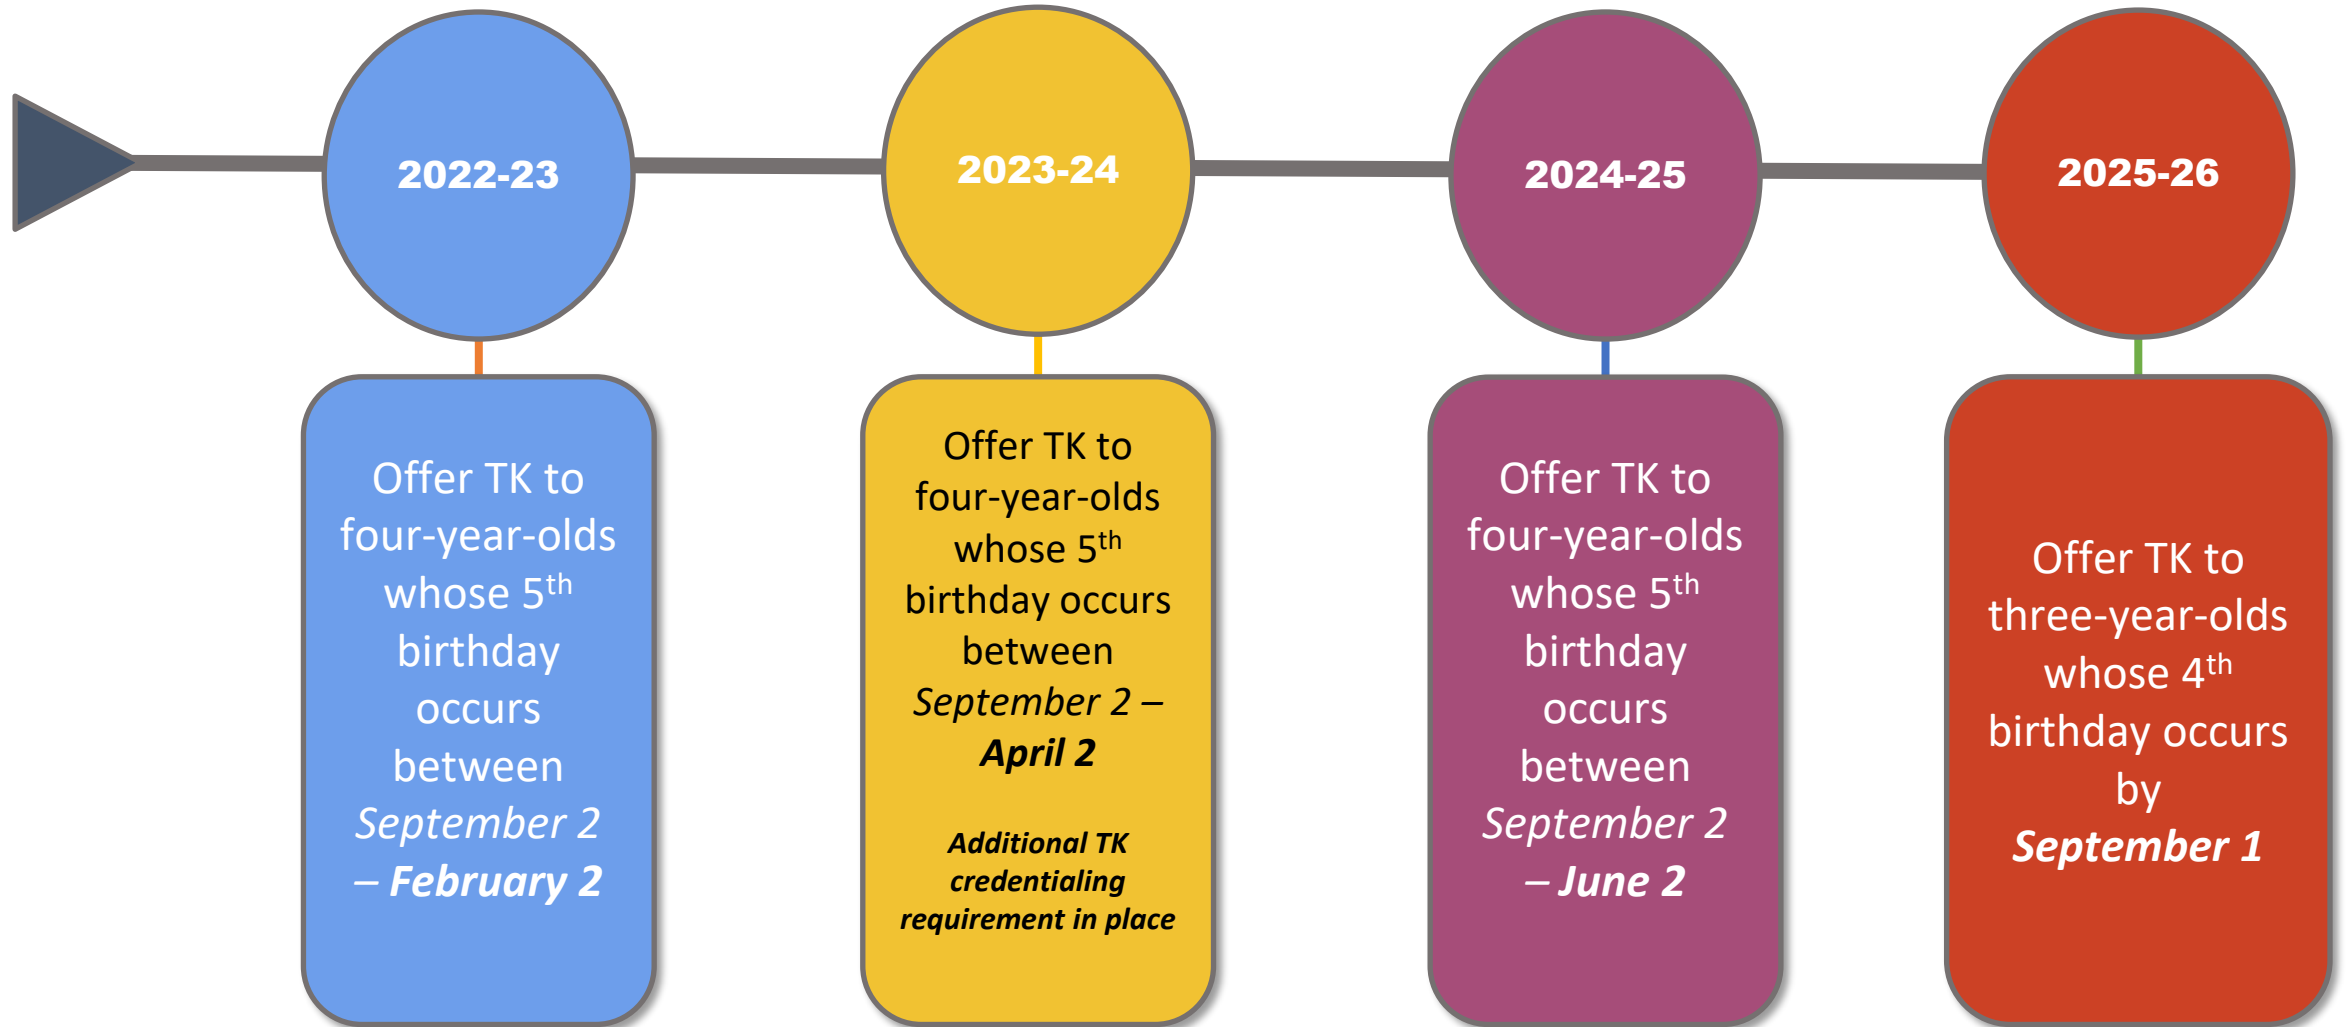 2022-23
Offer TK to
four-year-olds
whose 5th
birthday
occurs
between
September 2
– February 2
2023-24
Offer TK to
four-year-olds
whose 5th
birthday occurs
between
September 2 –
April 2
Additional TK
credentialing
requirement in place
2024-25
Offer TK to
four-year-olds
whose 5th
birthday
occurs
between
September 2
– June 2
2025-26
Offer TK to
three-year-olds
whose 4th
birthday occurs
by
September 1